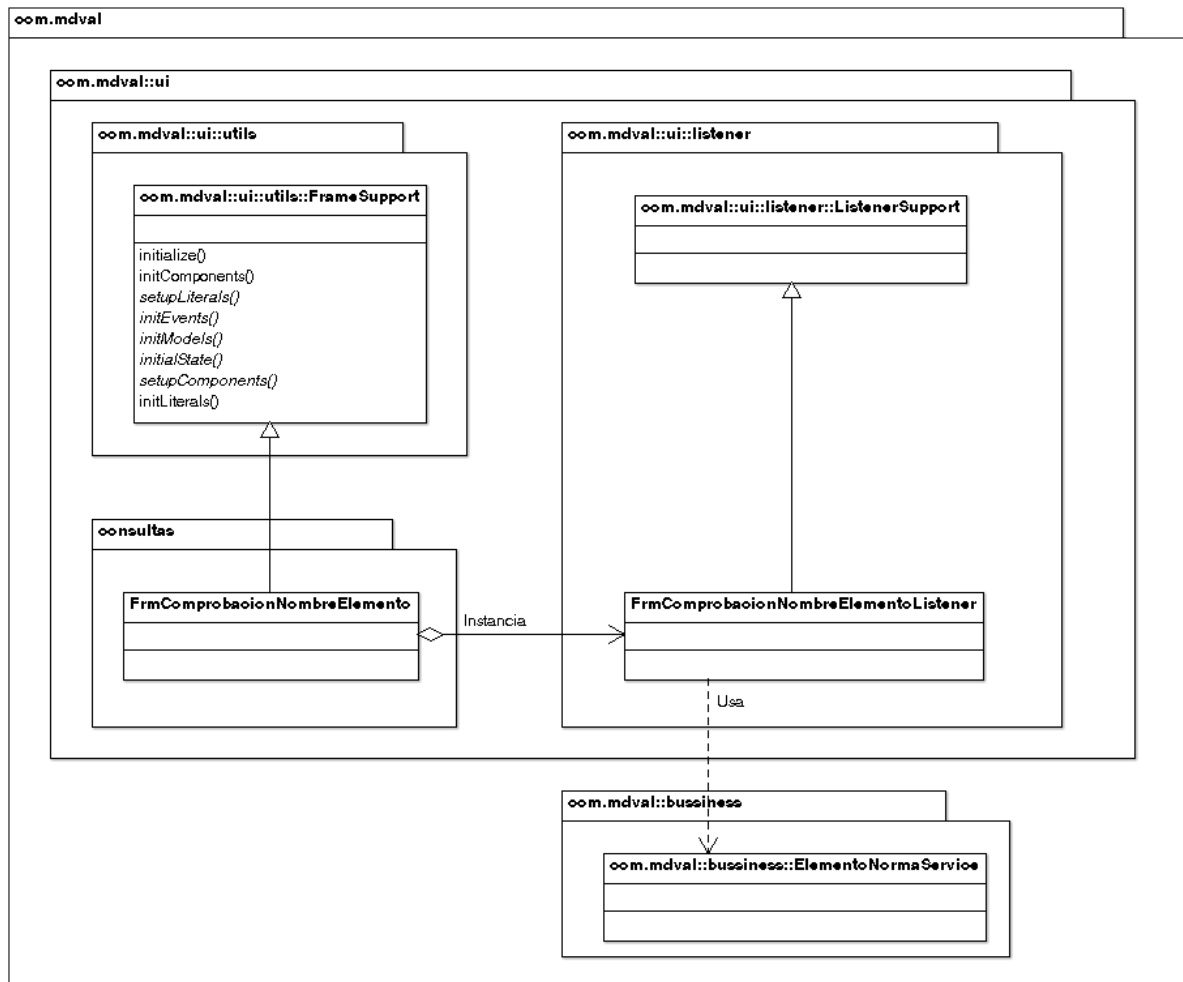 com.mdval
com.mdval::ui
com.mdval::ui::utils
com.mdval::ui::listener
com.mdval::ui::utils::FrameSupport
com.mdval::ui::listener::ListenerSupport
initialize()
initComponents()
setupLiterals()
initEvents()
initModels()
initialState()
setupComponents()
initLiterals()
consultas
FrmComprobacionNombreElemento
FrmComprobacionNombreElementoListener
Instancia
Usa
com.mdval::bussiness
com.mdval::bussiness::ElementoNormaService